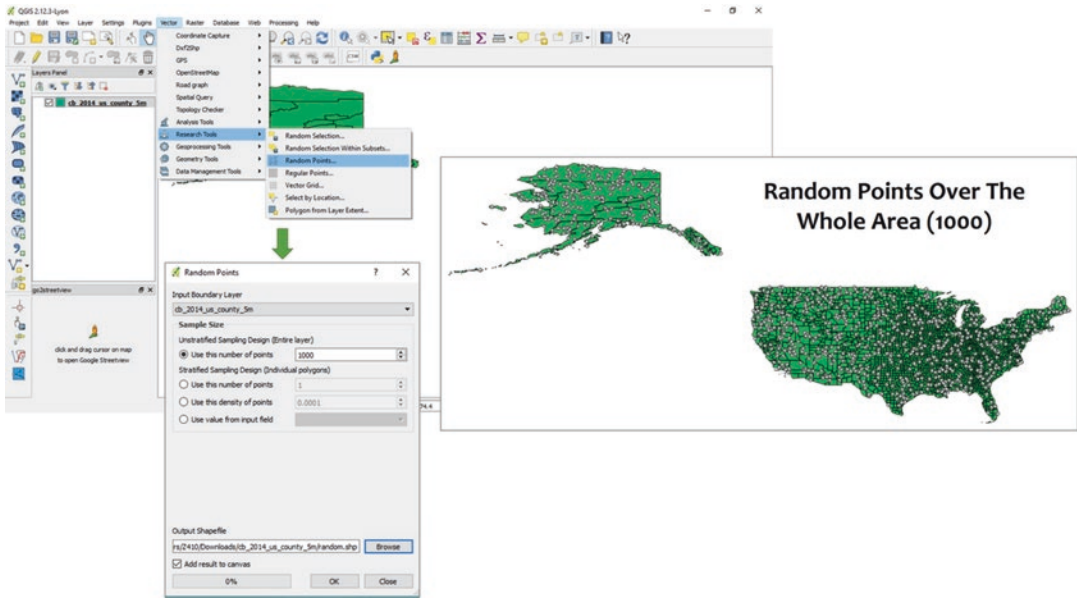 QGIS 2.12.3-Lyon
Project Edit View Layer Settings Plugins Vector Raster Database Web Processing Help
Coordinate Capture
Dxf2Shp
GPS
OpenStreetMap
Road graph
Spatial Query
Topology Checker
Analysis Tools
Research Tools
Geoprocessing Tools
Geometry Tools
Data Management Tools
Random Selection...
Random Selection Within Subsets...
Random Points...
Regular Points...
Vector Grid...
Select by Location...
Polygon from Layer Extent...
Layers Panel
cb_2014_us_county_5m
go2streetview
click and drag cursor on map
to open Google Streetview
CSW
74.4
Random Points
Input Boundary Layer
cb_2014_us_county_5m
Sample Size
Unstratified Sampling Design (Entire layer)
Use this number of points 1000
Stratified Sampling Design (Individual polygons)
Use this number of points 1
Use this density of points 0.0001
Use value from input field
Output Shapefile
rs/2410/Downloads/cb_2014_us_county_5m/random.shp Browse
Add result to canvas
0% OK Close
Random Points Over The
Whole Area (1000)